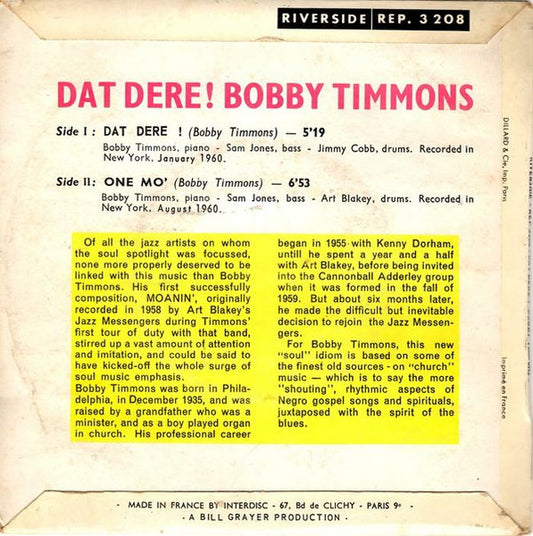 RIVERSIDE REP. 3 208
DAT DERE! BOBBY TIMMONS
Side I : DAT DERE ! (Bobby Timmons) — 5'19
Bobby Timmons, piano - Sam Jones, bass - Jimmy Cobb, drums. Recorded in
New York, January 1960.
Side II : ONE MO' (Bobby Timmons) — 6'53
Bobby Timmons, piano - Sam Jones, bass - Art Blakey, drums. Recorded in
New York, August 1960.
Of all the jazz artists on whom
the soul spotlight was focussed,
none more properly deserved to be
linked with this music than Bobby
Timmons. His first successfully
composition, MOANIN', originally
recorded in 1958 by Art Blakey's
Jazz Messengers during Timmons'
first tour of duty with that band,
stirred up a vast amount of attention
and imitation, and could be said to
have kicked-off the whole surge of
soul music emphasis.
Bobby Timmons was born in Phila-
delphia, in December 1935, and was
raised by a grandfather who was a
minister, and as a boy played organ
in church. His professional career
began in 1955 with Kenny Dorham,
untill he spent a year and a half
with Art Blakey, before being invited
into the Cannonball Adderley group
when it was formed in the fall of
1959. But about six months later,
he made the difficult but inevitable
decision to rejoin the Jazz Messen-
gers.
For Bobby Timmons, this new
"soul" idiom is based on some of
the finest old sources - on "church"
music — which is to say the more
"shouting", rhythmic aspects of
Negro gospel songs and spirituals,
juxtaposed with the spirit of the
blues.
DILLARD & Cie, Imp. Paris
Imprimé en France
- MADE IN FRANCE BY INTERDISC - 67, Bd de CLICHY - PARIS 9e -
- A BILL GRAYER PRODUCTION -